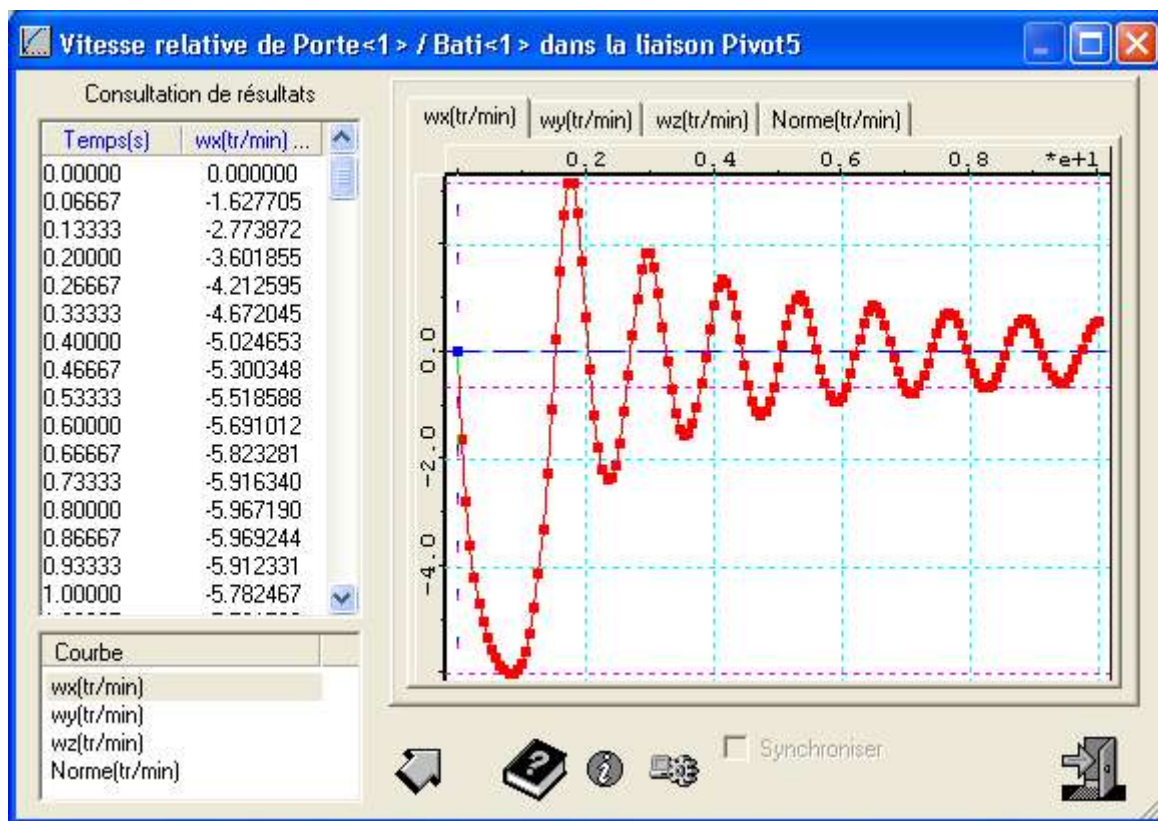 Vitesse relative de Porte<1> / Bati<1> dans la liaison Pivot5
Consultation de résultats
Temps(s) wx(tr/min) ...
0.00000 0.000000
0.06667 -1.627705
0.13333 -2.773872
0.20000 -3.601855
0.26667 -4.212595
0.33333 -4.672045
0.40000 -5.024653
0.46667 -5.300348
0.53333 -5.518588
0.60000 -5.691012
0.66667 -5.823281
0.73333 -5.916340
0.80000 -5.967190
0.86667 -5.969244
0.93333 -5.912331
1.00000 -5.782467
Courbe
wx(tr/min)
wy(tr/min)
wz(tr/min)
Norme(tr/min)
wx(tr/min) wy(tr/min) wz(tr/min) Norme(tr/min)
0.2 0.4 0.6 0.8 *e+1
0.0
-2.0
-4.0
Synchroniser